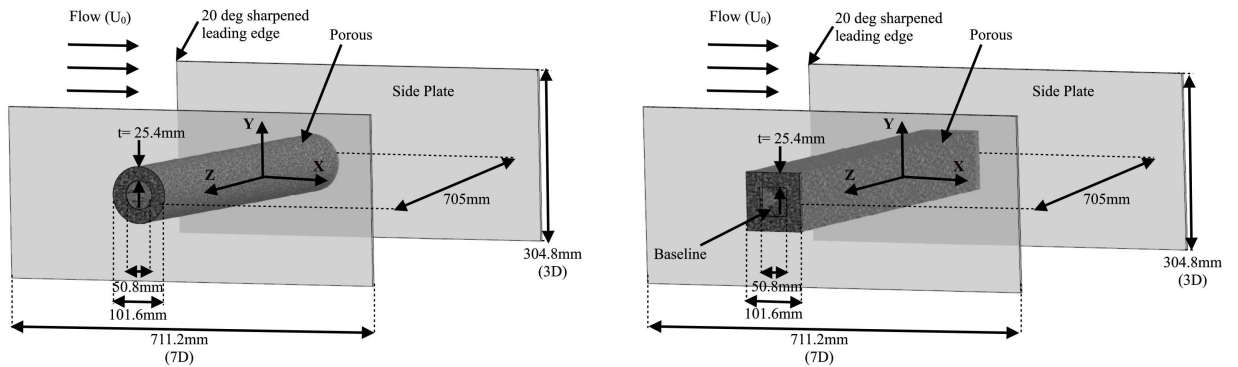 Flow (U₀)
20 deg sharpened
leading edge
Porous
Side Plate
t= 25.4mm
Y
X
Z
705mm
304.8mm
(3D)
50.8mm
101.6mm
711.2mm
(7D)
Flow (U₀)
20 deg sharpened
leading edge
Porous
Side Plate
t= 25.4mm
Y
X
Z
705mm
Baseline
304.8mm
(3D)
50.8mm
101.6mm
711.2mm
(7D)